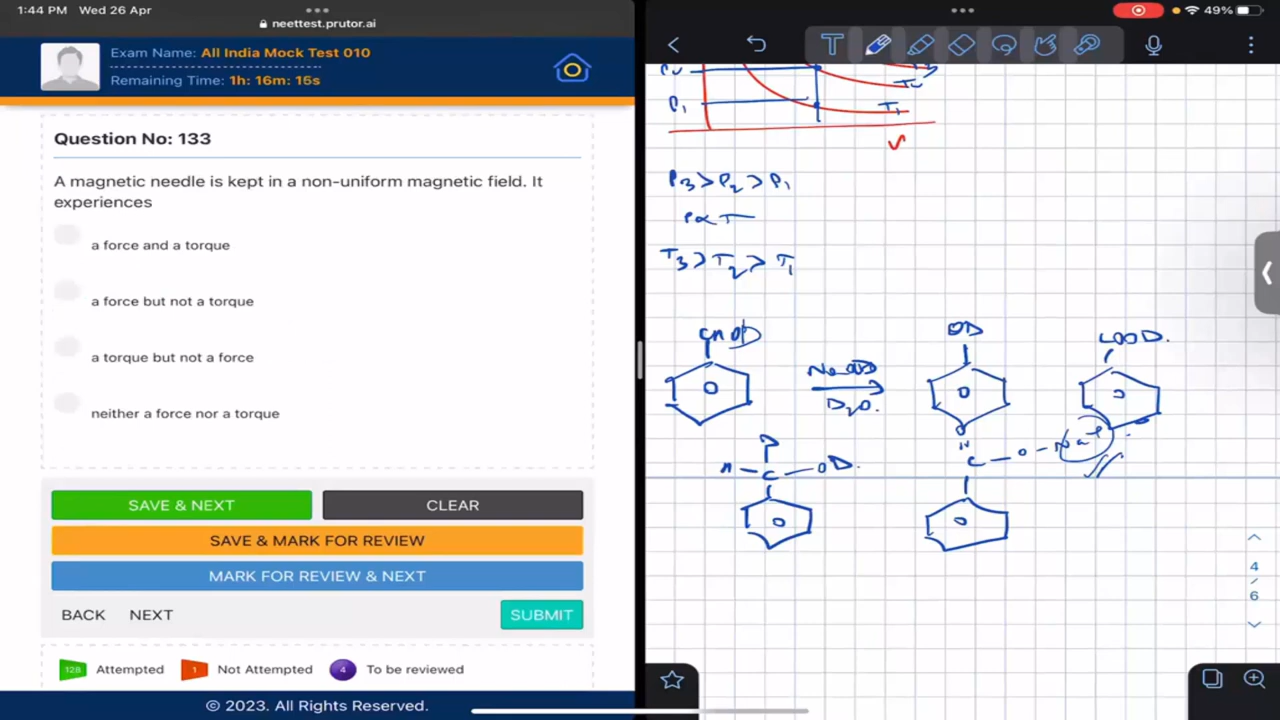 1:44 PM Wed 26 Apr
neettest.prutor.ai
49%
Exam Name: All India Mock Test 010
Remaining Time: 1h: 16m: 15s
Question No: 133
A magnetic needle is kept in a non-uniform magnetic field. It
experiences
a force and a torque
a force but not a torque
a torque but not a force
neither a force nor a torque
SAVE & NEXT
CLEAR
SAVE & MARK FOR REVIEW
MARK FOR REVIEW & NEXT
BACK
NEXT
SUBMIT
128 Attempted
1 Not Attempted
4 To be reviewed
© 2023. All Rights Reserved.
T
P₁
T₁
V
P₃ > P₂ > P₁
P ∝ T
T₃ > T₂ > T₁
OD
COOD.
D₂O.
C - OD.
C - O - Na⁺
4
/
6